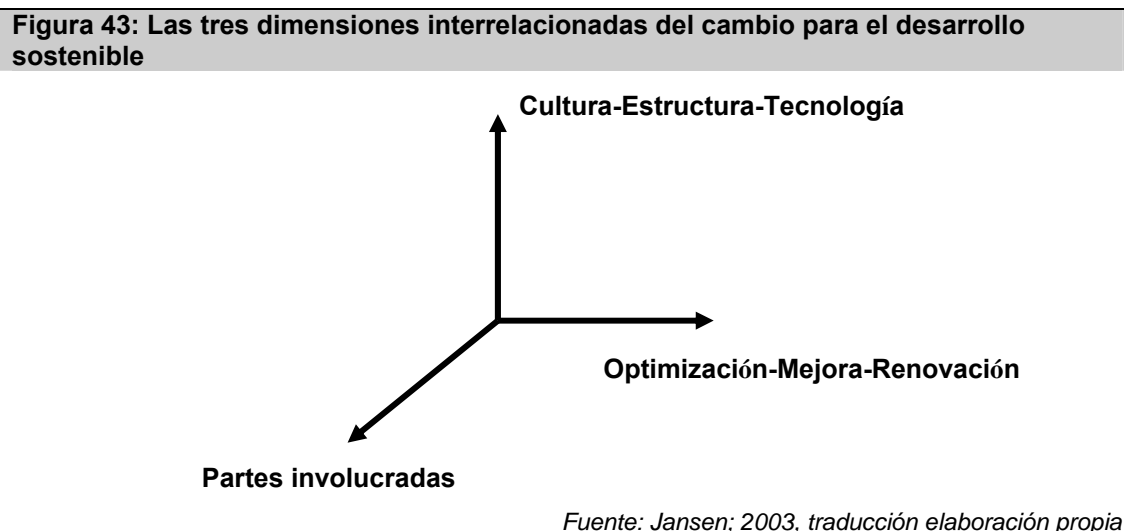 Figura 43: Las tres dimensiones interrelacionadas del cambio para el desarrollo
sostenible
Cultura-Estructura-Tecnología
Optimización-Mejora-Renovación
Partes involucradas
Fuente: Jansen; 2003, traducción elaboración propia